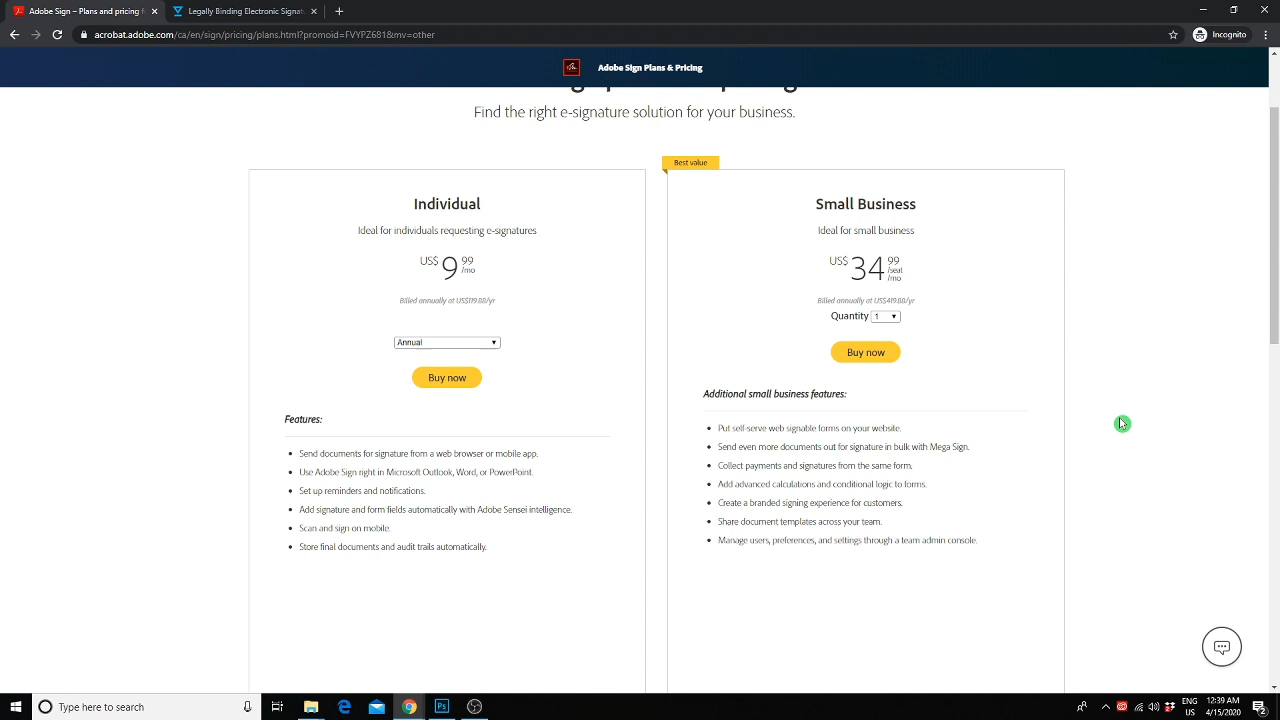 Adobe Sign – Plans and pricing f
Legally Binding Electronic Signat
acrobat.adobe.com/ca/en/sign/pricing/plans.html?promoid=FVYPZ681&mv=other
Incognito
Adobe Sign Plans & Pricing
Find the right e-signature solution for your business.
Individual
Ideal for individuals requesting e-signatures
US$ 9 99 /mo
Billed annually at US$119.88/yr
Annual
Buy now
Features:
Send documents for signature from a web browser or mobile app.
Use Adobe Sign right in Microsoft Outlook, Word, or PowerPoint.
Set up reminders and notifications.
Add signature and form fields automatically with Adobe Sensei intelligence.
Scan and sign on mobile.
Store final documents and audit trails automatically.
Best value
Small Business
Ideal for small business
US$ 34 99 /seat /mo
Billed annually at US$419.88/yr
Quantity 1
Buy now
Additional small business features:
Put self-serve web signable forms on your website.
Send even more documents out for signature in bulk with Mega Sign.
Collect payments and signatures from the same form.
Add advanced calculations and conditional logic to forms.
Create a branded signing experience for customers.
Share document templates across your team.
Manage users, preferences, and settings through a team admin console.
Type here to search
Ps
ENG
US
12:39 AM
4/15/2020
2